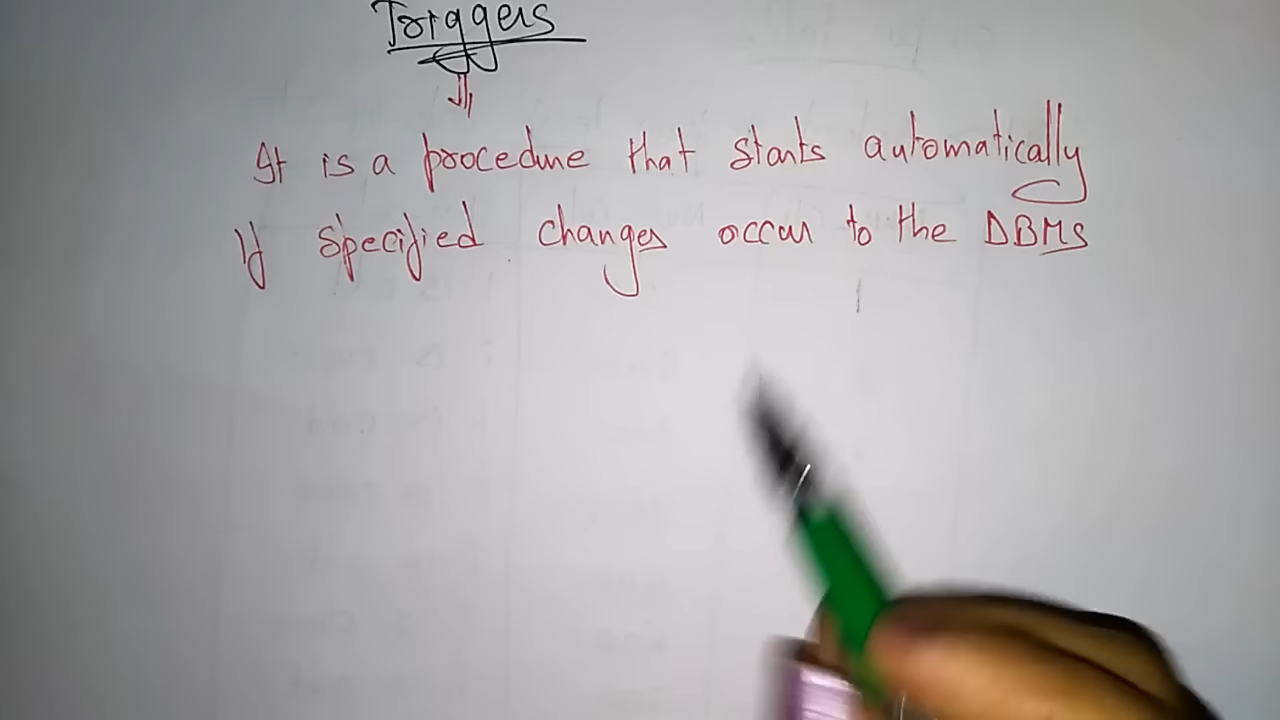 Triggers
It is a procedure that starts automatically
If specified changes occur to the DBMS